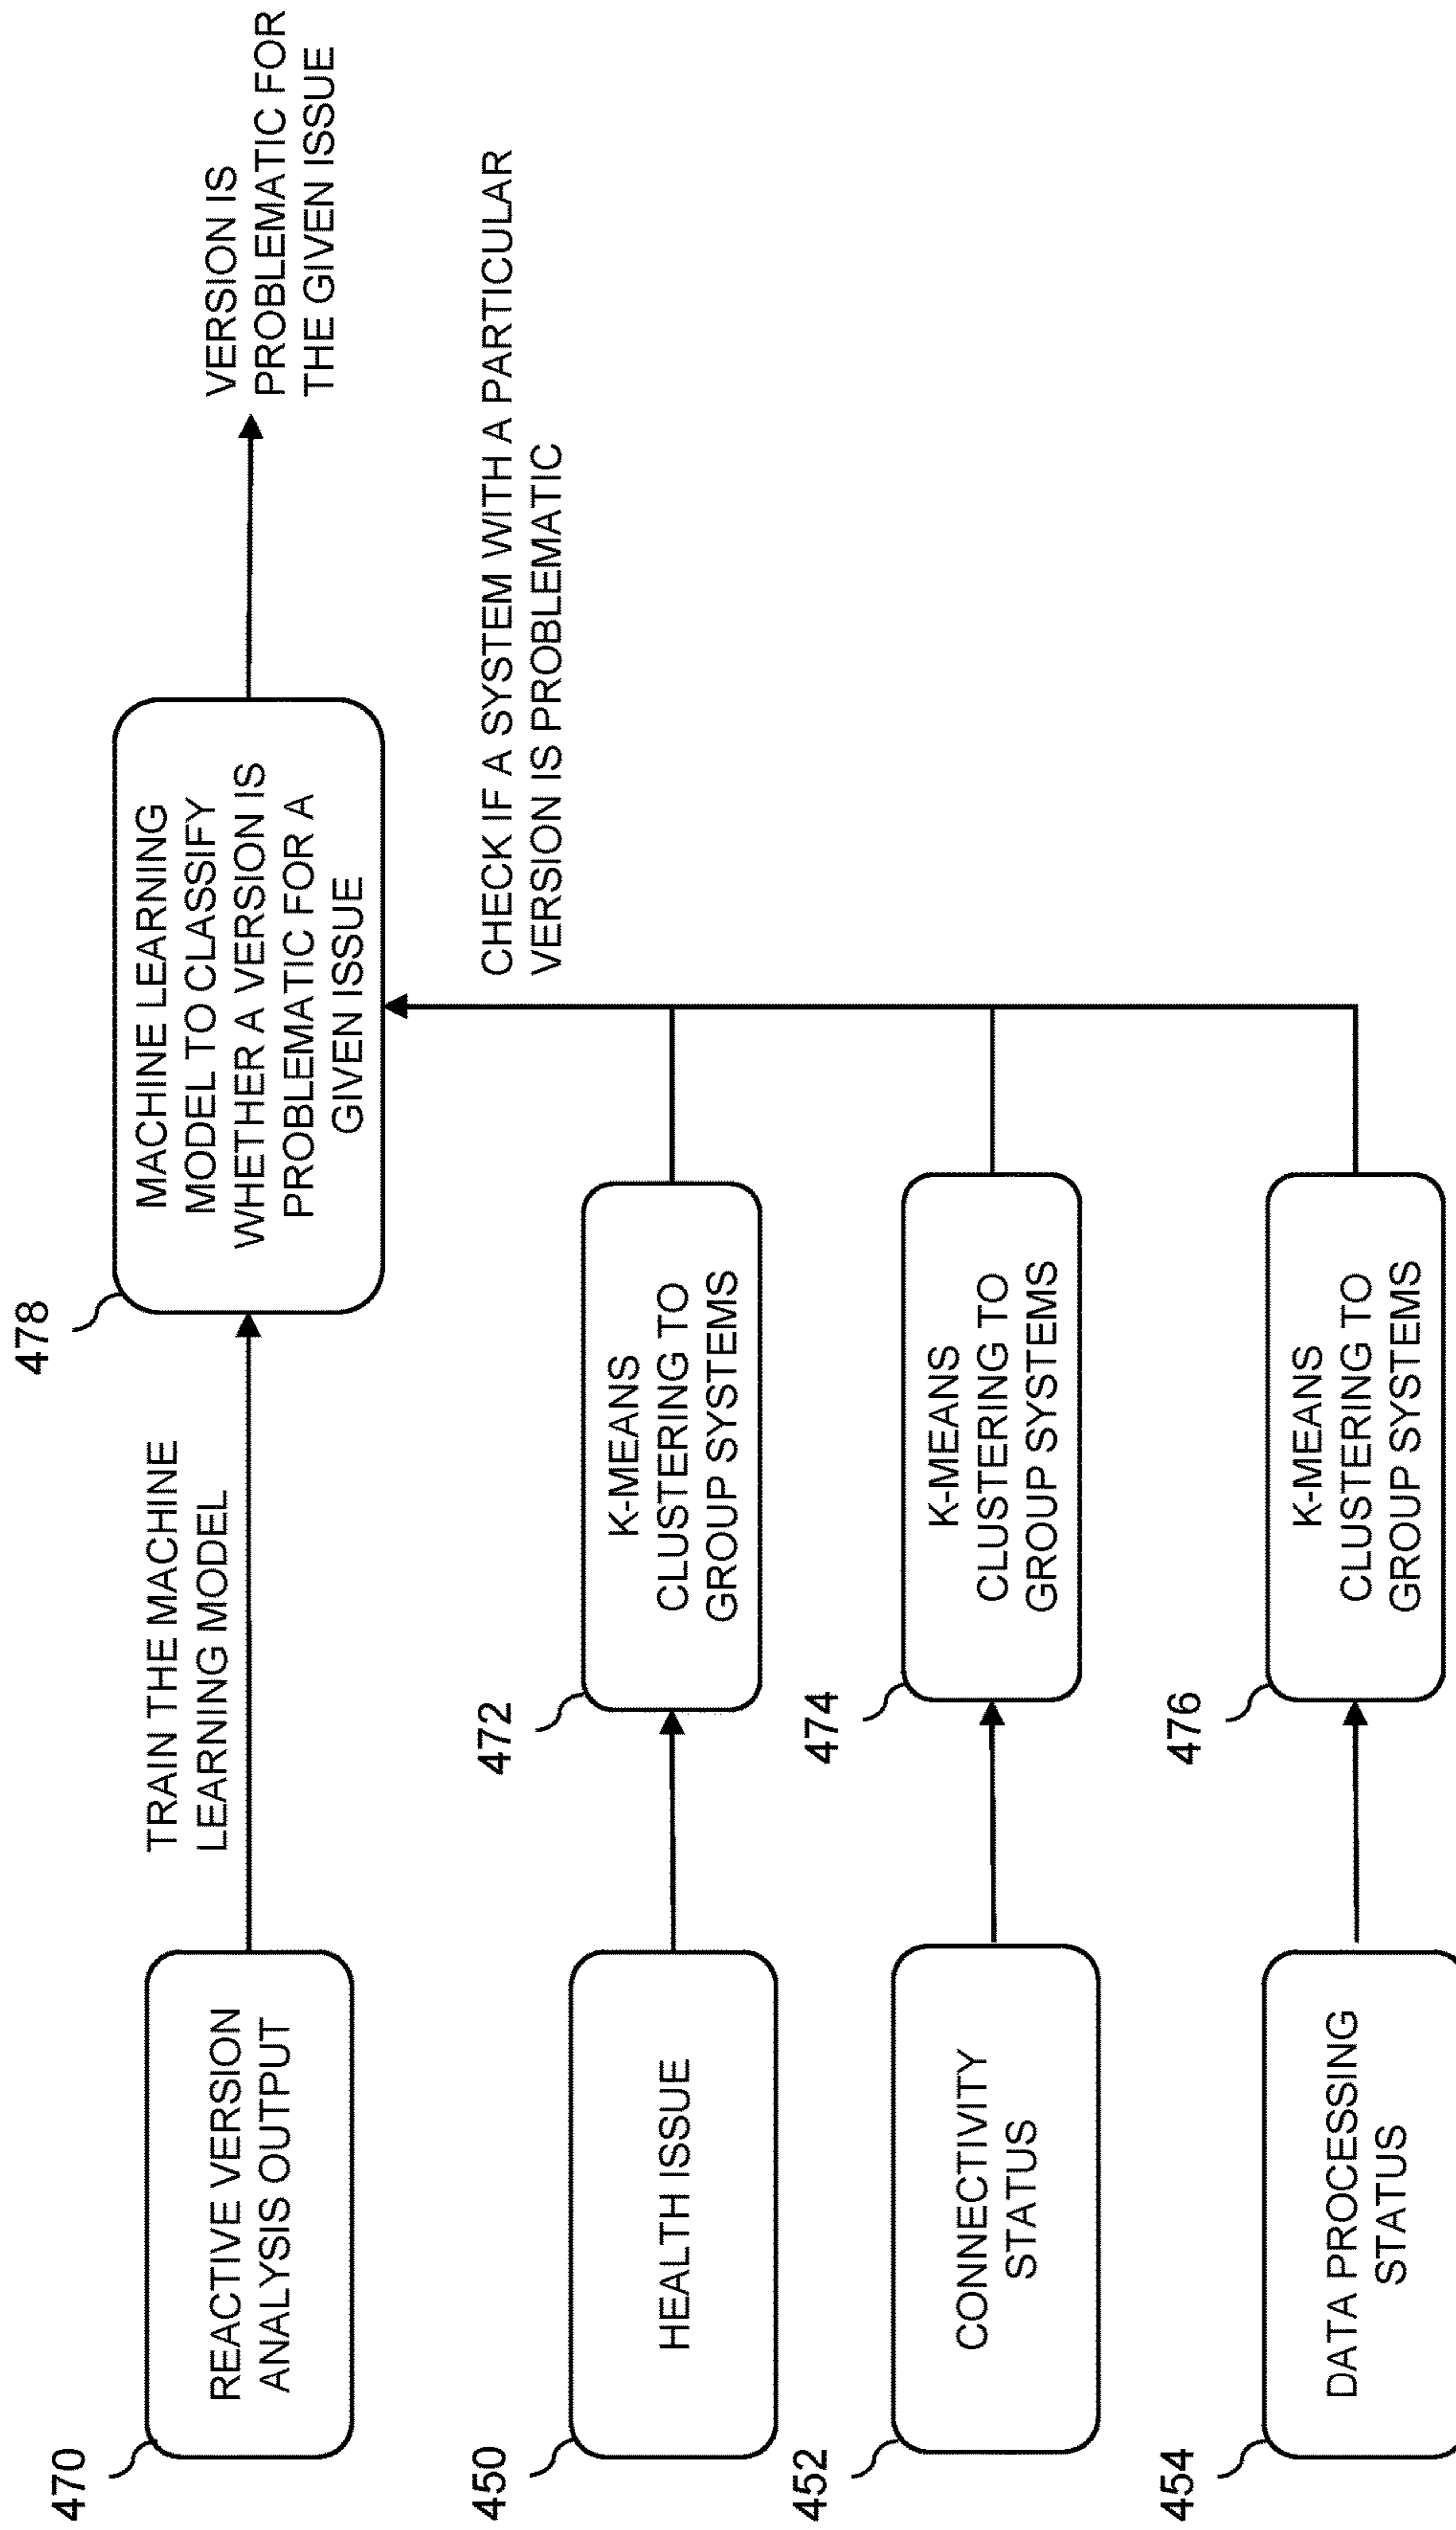 470
REACTIVE VERSION
ANALYSIS OUTPUT
TRAIN THE MACHINE
LEARNING MODEL
478
MACHINE LEARNING
MODEL TO CLASSIFY
WHETHER A VERSION IS
PROBLEMATIC FOR A
GIVEN ISSUE
VERSION IS
PROBLEMATIC FOR
THE GIVEN ISSUE
CHECK IF A SYSTEM WITH A PARTICULAR
VERSION IS PROBLEMATIC
450
HEALTH ISSUE
472
K-MEANS
CLUSTERING TO
GROUP SYSTEMS
452
CONNECTIVITY
STATUS
474
K-MEANS
CLUSTERING TO
GROUP SYSTEMS
454
DATA PROCESSING
STATUS
476
K-MEANS
CLUSTERING TO
GROUP SYSTEMS